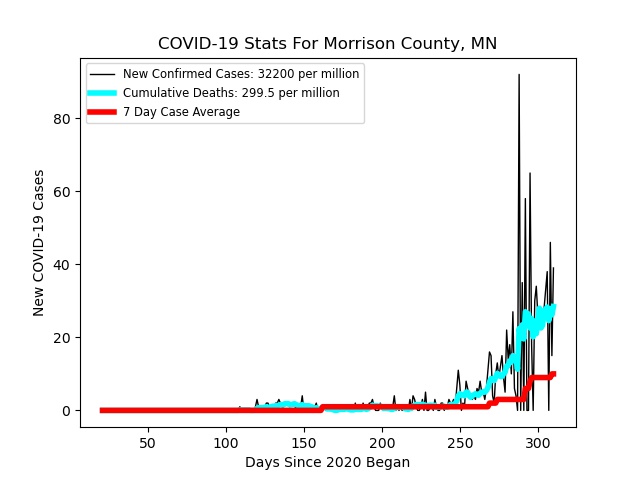 COVID-19 Stats For Morrison County, MN
New Confirmed Cases: 32200 per million
Cumulative Deaths: 299.5 per million
7 Day Case Average
New COVID-19 Cases
80
60
40
20
0
50 100 150 200 250 300
Days Since 2020 Began